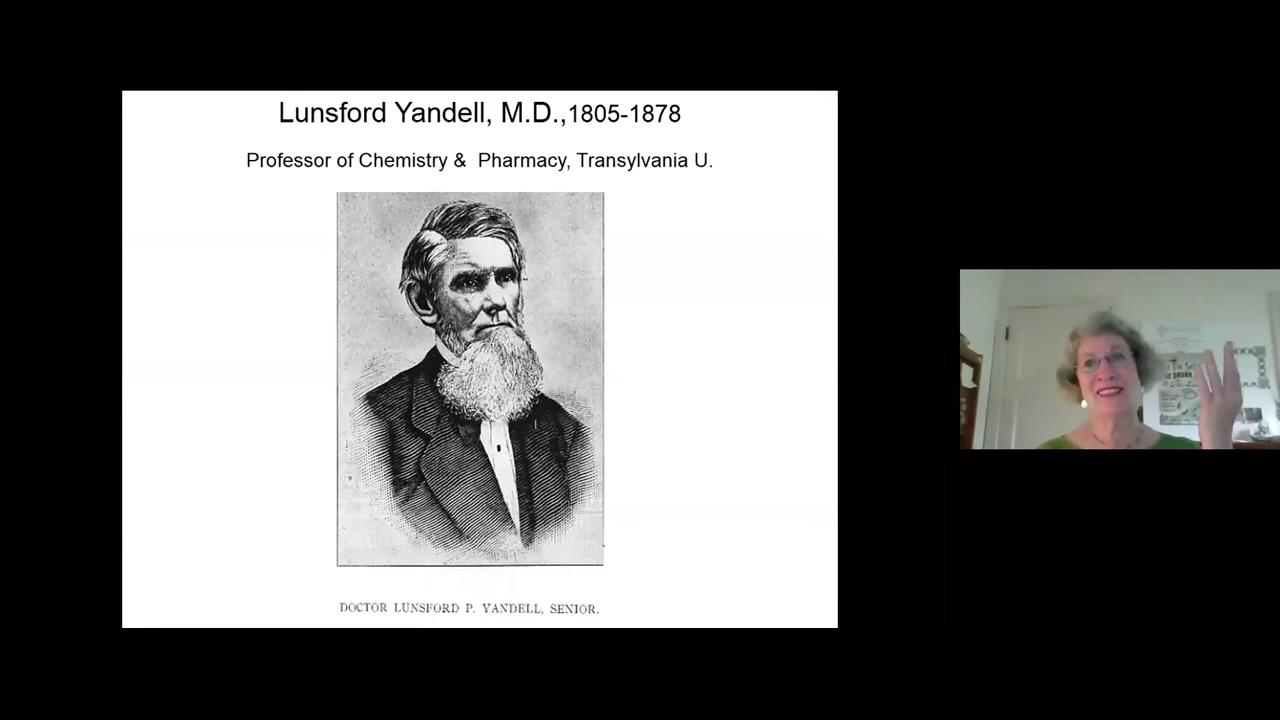 Lunsford Yandell, M.D.,1805-1878
Professor of Chemistry & Pharmacy, Transylvania U.
DOCTOR LUNSFORD P. YANDELL, SENIOR.